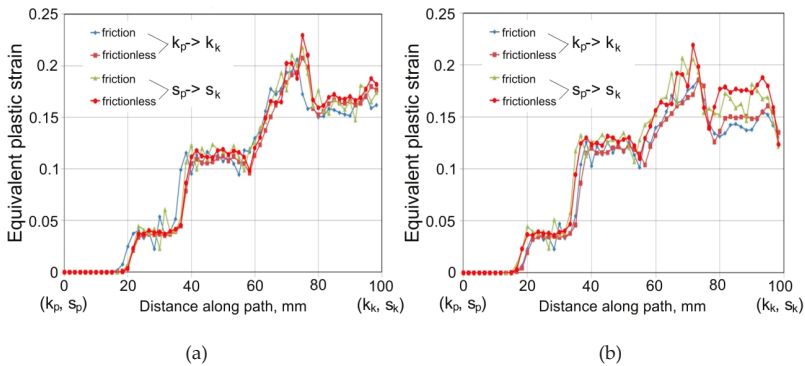 Equivalent plastic strain
0.25
0.2
0.15
0.1
0.05
0
friction
frictionless
kp-> kk
friction
frictionless
sp-> sk
0 20 40 60 80 100
(kp, sp) Distance along path, mm (kk, sk)
(a)
Equivalent plastic strain
0.25
0.2
0.15
0.1
0.05
0
friction
frictionless
kp-> kk
friction
frictionless
sp-> sk
0 20 40 60 80 100
(kp, sp) Distance along path, mm (kk, sk)
(b)